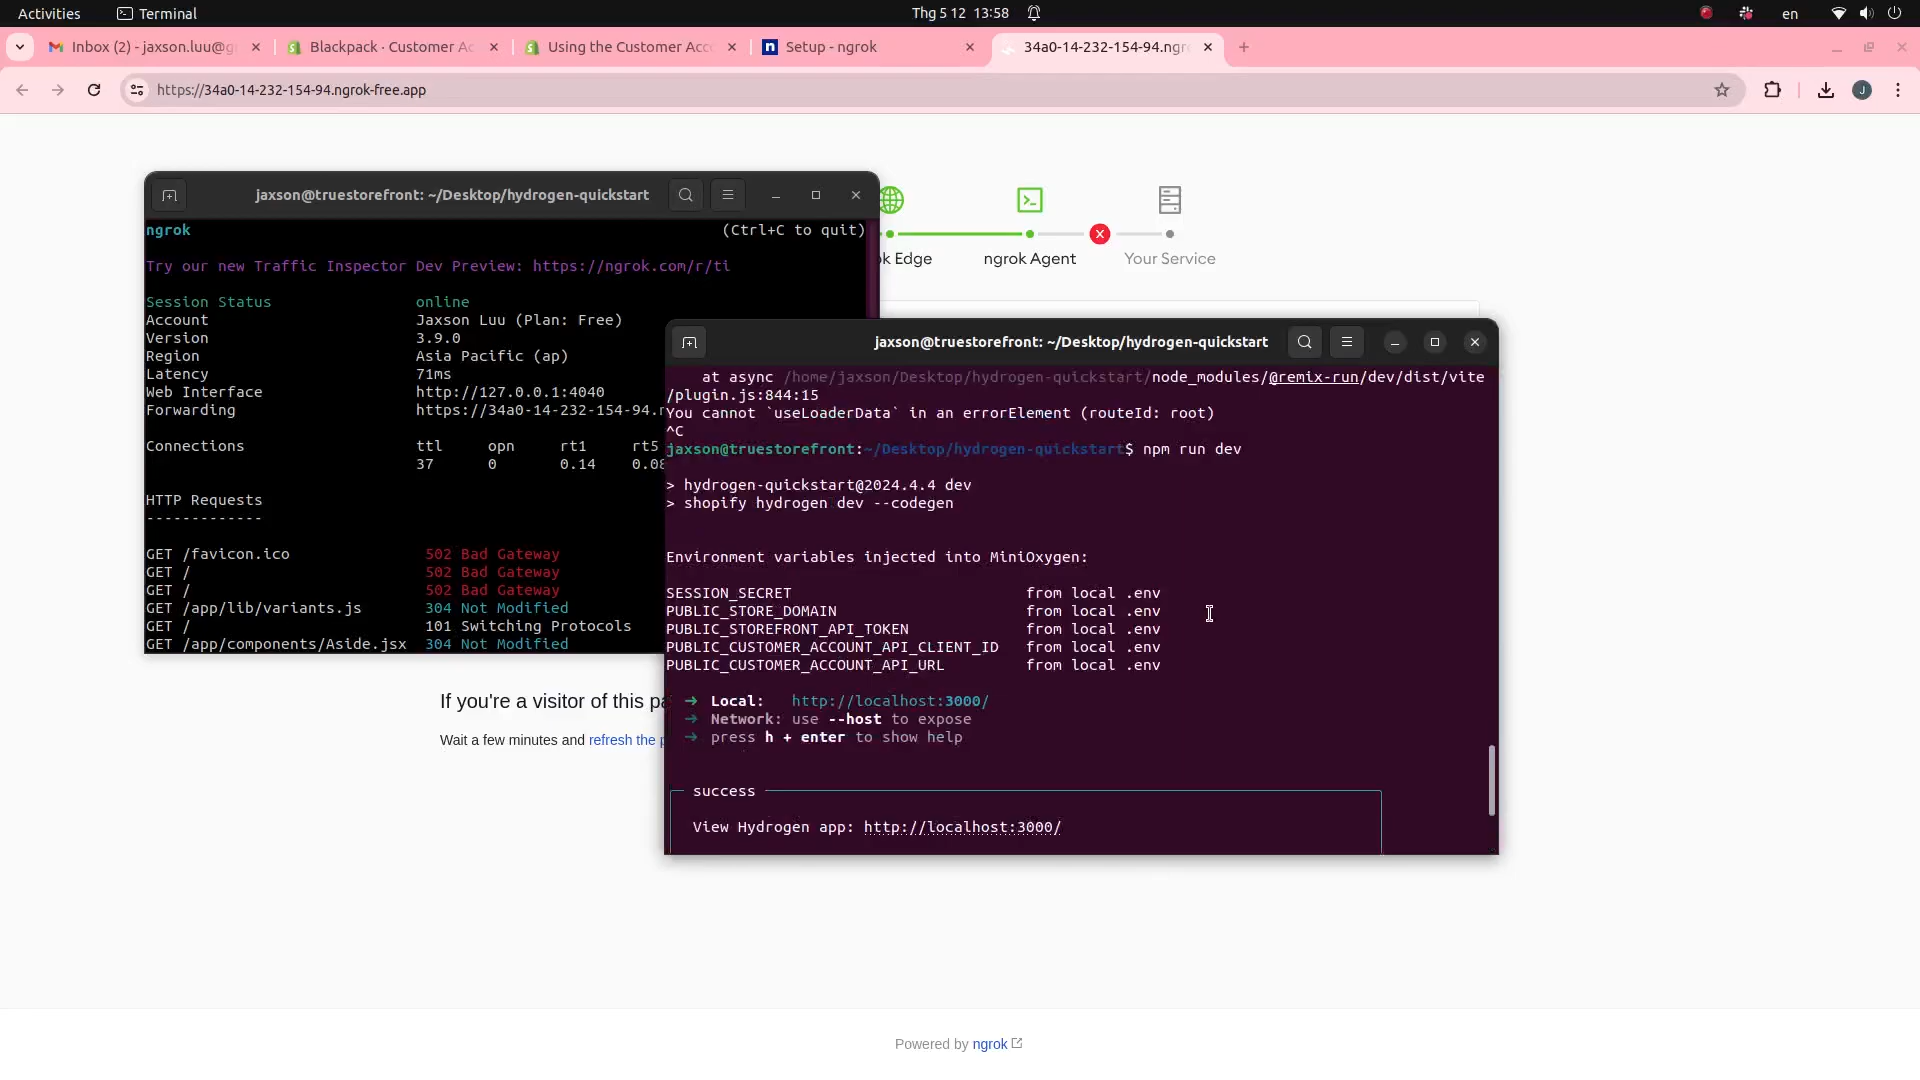 Activities
Terminal
Thg 5 12 13:58
en
Inbox (2) - jaxson.luu@g
Blackpack · Customer Ac
Using the Customer Acc
Setup - ngrok
34a0-14-232-154-94.ngr
https://34a0-14-232-154-94.ngrok-free.app
J
jaxson@truestorefront: ~/Desktop/hydrogen-quickstart
ngrok (Ctrl+C to quit)
Try our new Traffic Inspector Dev Preview: https://ngrok.com/r/ti
Session Status online
Account Jaxson Luu (Plan: Free)
Version 3.9.0
Region Asia Pacific (ap)
Latency 71ms
Web Interface http://127.0.0.1:4040
Forwarding https://34a0-14-232-154-94.
Connections ttl opn rt1 rt5
37 0 0.14 0.08
HTTP Requests
-------------
GET /favicon.ico 502 Bad Gateway
GET / 502 Bad Gateway
GET / 502 Bad Gateway
GET /app/lib/variants.js 304 Not Modified
GET / 101 Switching Protocols
GET /app/components/Aside.jsx 304 Not Modified
k Edge
ngrok Agent
Your Service
jaxson@truestorefront: ~/Desktop/hydrogen-quickstart
at async /home/jaxson/Desktop/hydrogen-quickstart/node_modules/@remix-run/dev/dist/vite
/plugin.js:844:15
You cannot `useLoaderData` in an errorElement (routeId: root)
^C
jaxson@truestorefront:~/Desktop/hydrogen-quickstart$ npm run dev
> hydrogen-quickstart@2024.4.4 dev
> shopify hydrogen dev --codegen
Environment variables injected into MiniOxygen:
SESSION_SECRET from local .env
PUBLIC_STORE_DOMAIN from local .env
PUBLIC_STOREFRONT_API_TOKEN from local .env
PUBLIC_CUSTOMER_ACCOUNT_API_CLIENT_ID from local .env
PUBLIC_CUSTOMER_ACCOUNT_API_URL from local .env
➜ Local: http://localhost:3000/
➜ Network: use --host to expose
➜ press h + enter to show help
success
View Hydrogen app: http://localhost:3000/
If you're a visitor of this pa
Wait a few minutes and refresh the p
Powered by ngrok